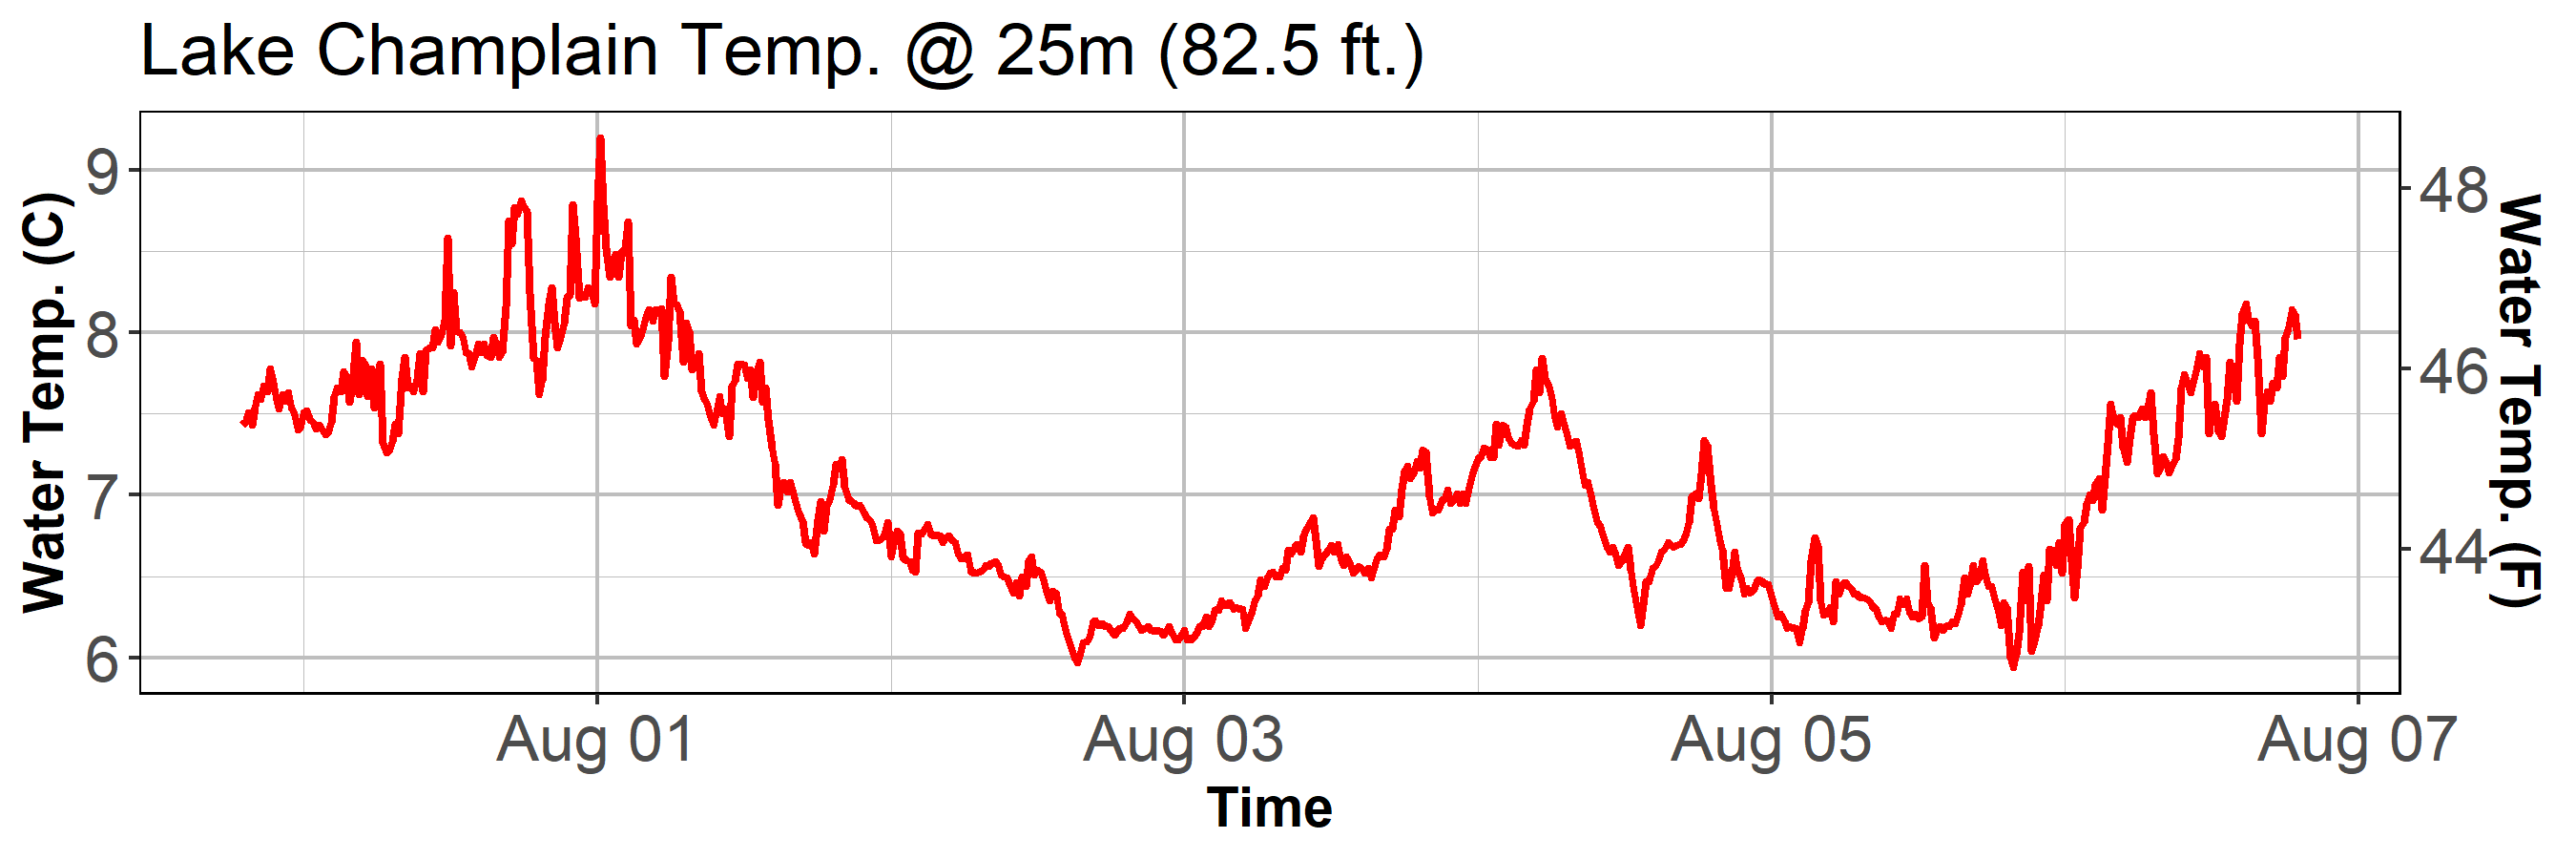 Lake Champlain Temp. @ 25m (82.5 ft.)
Water Temp. (C)
9
8
7
6
48
46
44
Water Temp. (F)
Aug 01 Aug 03 Aug 05 Aug 07
Time